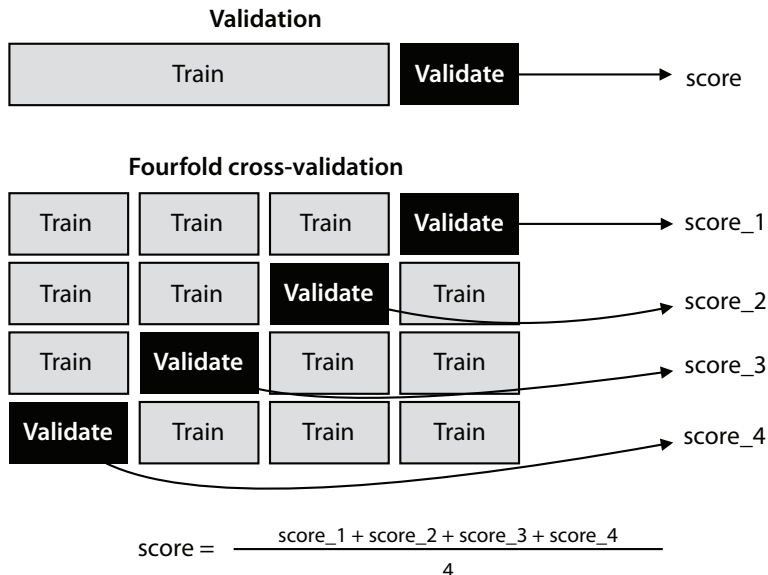 Validation
Train Validate score
Fourfold cross-validation
Train Train Train Validate score_1
Train Train Validate Train score_2
Train Validate Train Train score_3
Validate Train Train Train score_4
score = score_1 + score_2 + score_3 + score_4
4